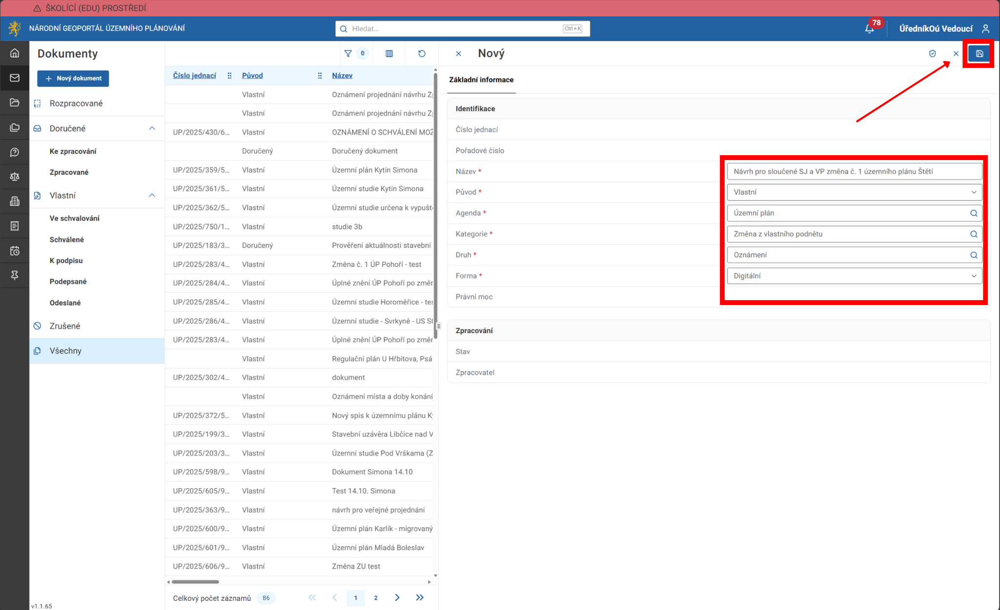 ŠKOLÍCÍ (EDU) PROSTŘEDÍ
NÁRODNÍ GEOPORTÁL ÚZEMNÍHO PLÁNOVÁNÍ
Hledat...
Ctrl+K
78
ÚředníkOú Vedoucí
Dokumenty
Nový dokument
Rozpracované
Doručené
Ke zpracování
Zpracované
Vlastní
Ve schvalování
Schválené
K podpisu
Podepsané
Odeslané
Zrušené
Všechny
v1.1.65
0
Číslo jednací Původ Název
Vlastní Oznámení projednání návrhu Zp
Vlastní Oznámení projednání návrhu Zp
UP/2025/430/6... Vlastní OZNÁMENÍ O SCHVÁLENÍ MOŽ
Doručený Doručený dokument
UP/2025/359/5... Vlastní Územní plán Kytín Simona
UP/2025/361/5... Vlastní Územní studie Kytín Simona
UP/2025/362/5... Vlastní Územní studie určena k vypuště
UP/2025/750/1... Vlastní studie 3b
UP/2025/183/3... Doručený Prověření aktuálnosti stavební
UP/2025/283/4... Vlastní Změna č. 1 ÚP Pohoří - test
UP/2025/284/4... Vlastní Úplné znění ÚP Pohoří po změr
UP/2025/285/4... Vlastní Územní studie Horoměřice - tes
UP/2025/286/4... Vlastní Územní studie - Svrkyně - US S
UP/2025/283/4... Vlastní Úplné znění ÚP Pohoří po změr
Vlastní Regulační plán U Hřbitova, Psá
UP/2025/302/4... Vlastní dokument
Vlastní Oznámení místa a doby konání
UP/2025/372/5... Vlastní Nový spis k územnímu plánu Ky
UP/2025/199/3... Vlastní Stavební uzávěra Libčice nad V
UP/2025/203/3... Vlastní Územní studie Pod Vrškama (Z
UP/2025/598/9... Vlastní Dokument Simona 14.10
UP/2025/605/9... Vlastní Test 14.10. Simona
UP/2025/363/9... Vlastní návrh pro veřejné projednání
UP/2025/600/9... Vlastní Územní plán Karlík - migrovaný
UP/2025/601/9... Vlastní Územní plán Mladá Boleslav
UP/2025/606/9... Vlastní Změna ZU test
Celkový počet záznamů 86
1 2
Nový
Základní informace
Identifikace
Číslo jednací
Pořadové číslo
Název * Návrh pro sloučené SJ a VP změna č. 1 územního plánu Štětí
Původ * Vlastní
Agenda * Územní plán
Kategorie * Změna z vlastního podnětu
Druh * Oznámení
Forma * Digitální
Právní moc
Zpracování
Stav
Zpracovatel